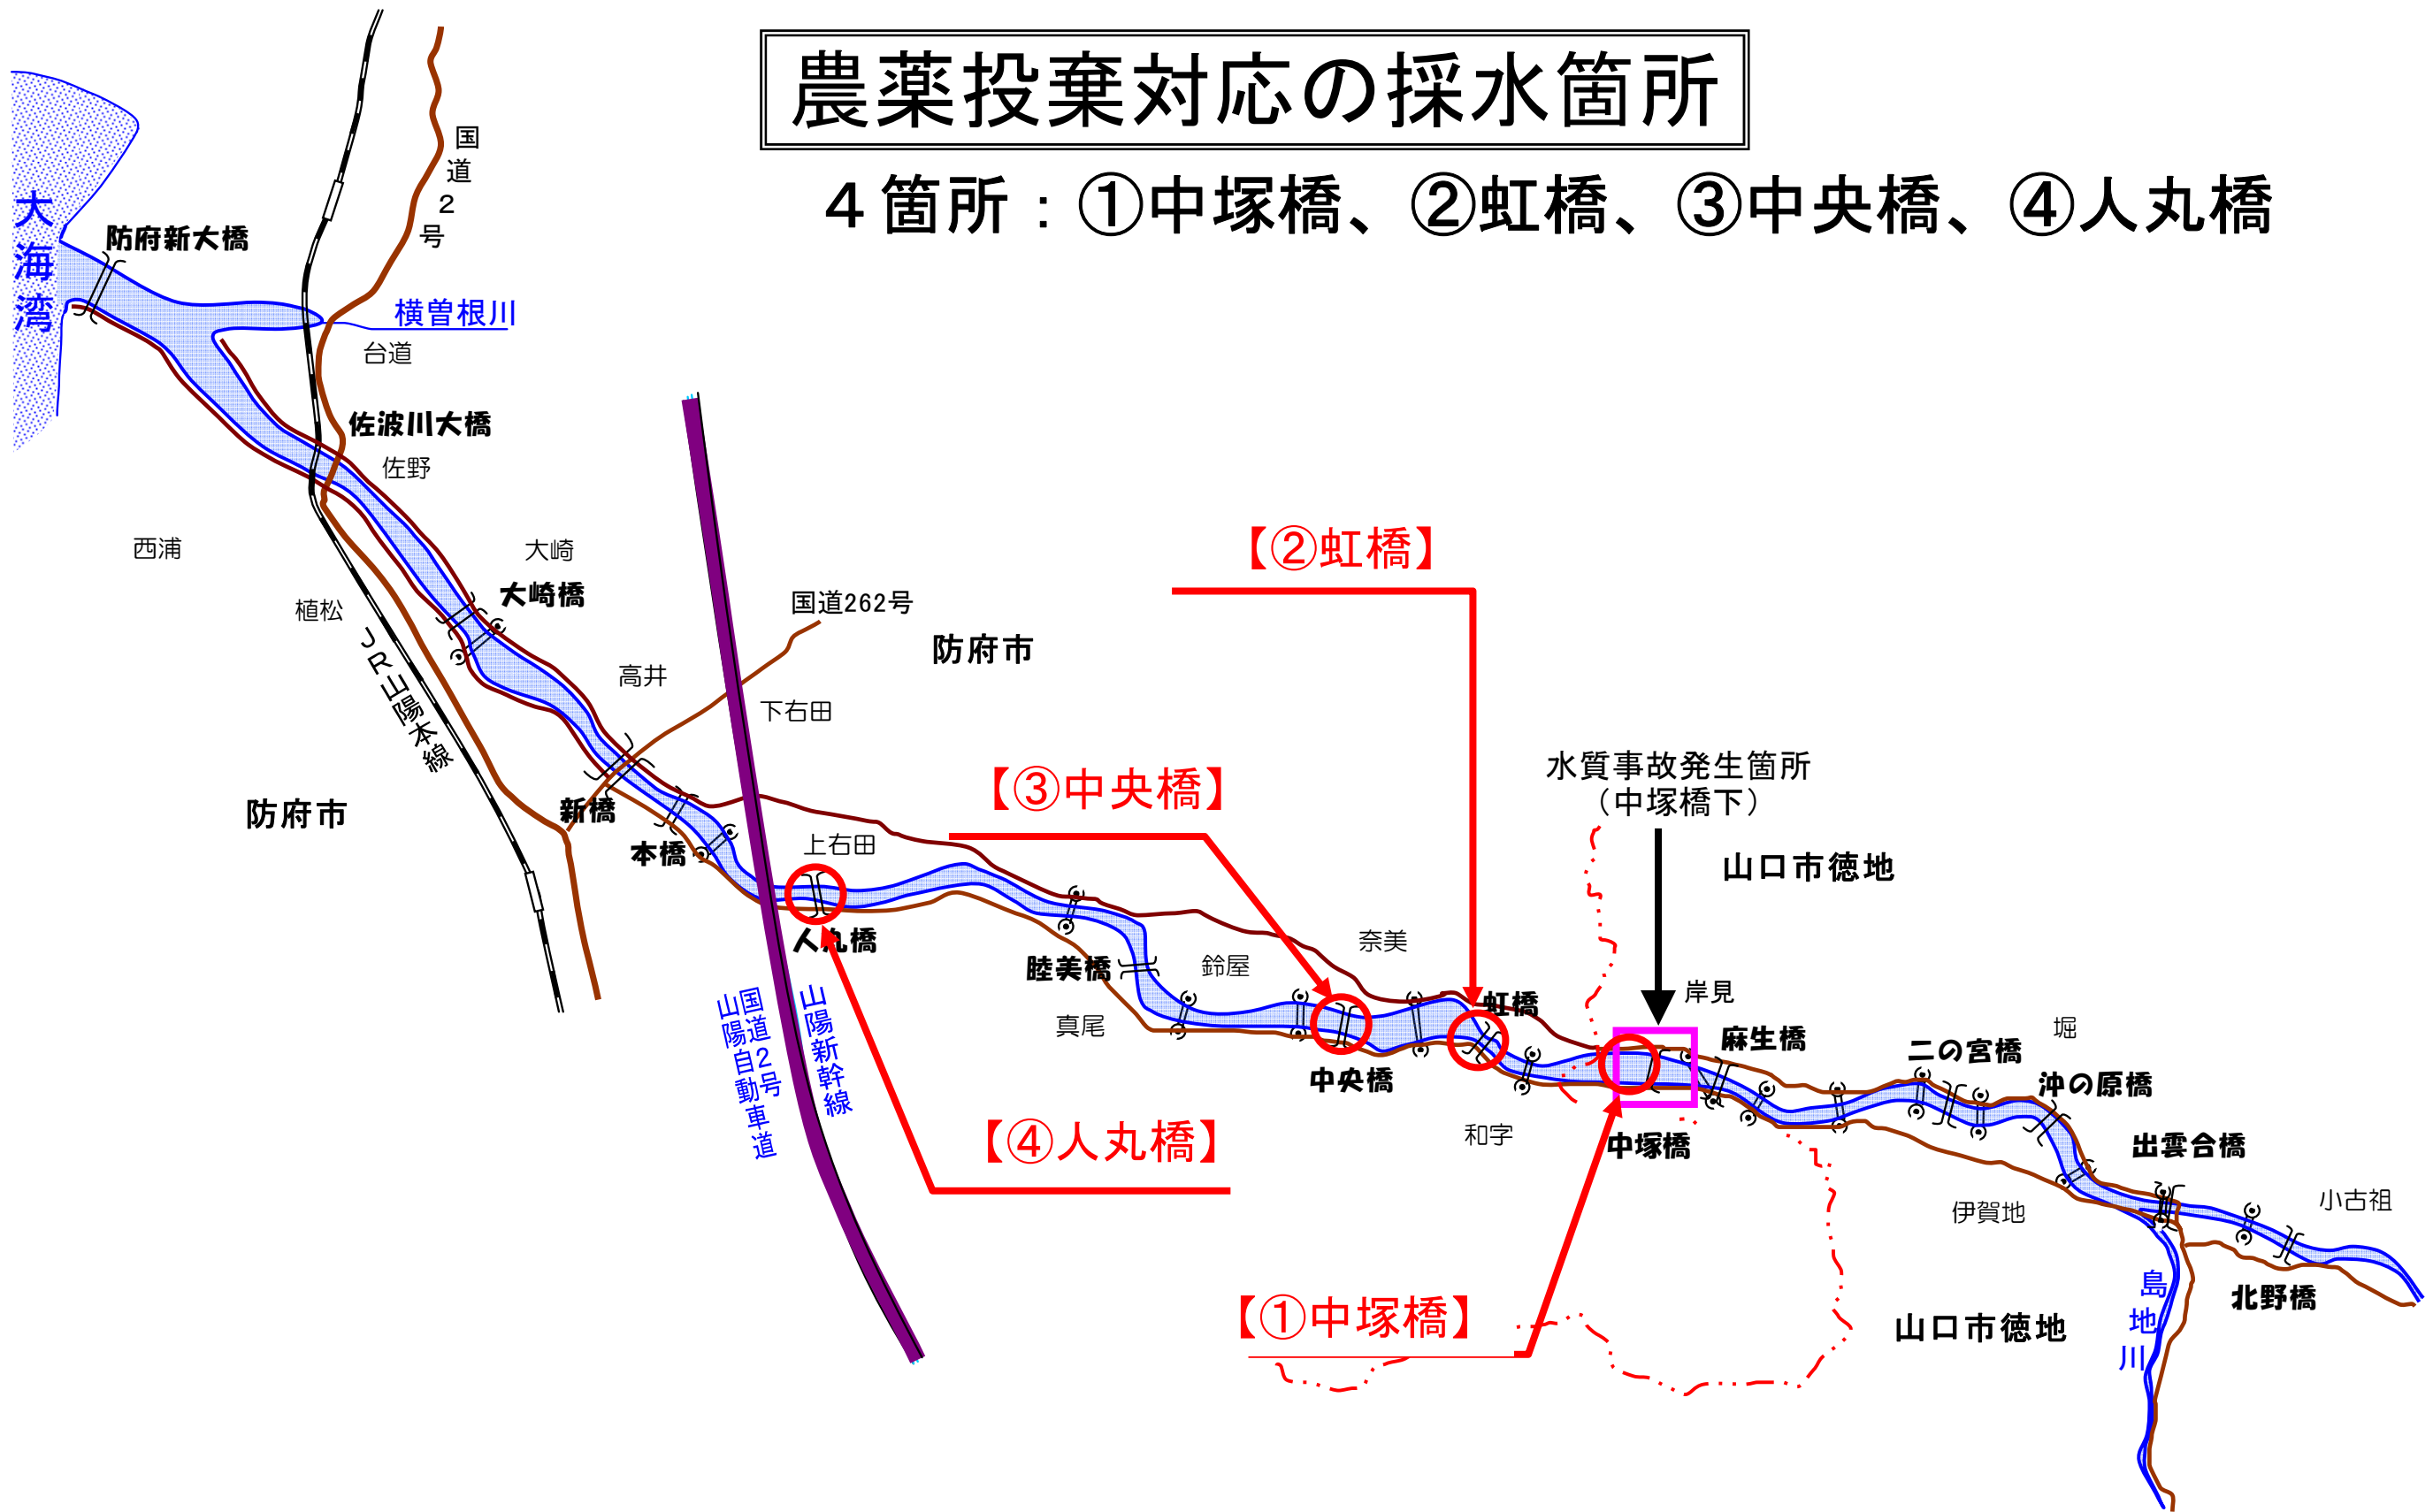 農薬投棄対応の採水箇所
４箇所：①中塚橋、②虹橋、③中央橋、④人丸橋
国道２号
大海湾
防府新大橋
横曽根川
台道
佐波川大橋
佐野
西浦
大崎
大崎橋
植松
JR山陽本線
国道262号
防府市
高井
下右田
【②虹橋】
【③中央橋】
水質事故発生箇所
（中塚橋下）
防府市
新橋
本橋
上右田
山口市徳地
人丸橋
睦美橋
鈴屋
奈美
虹橋
岸見
麻生橋
堀
二の宮橋
沖の原橋
真尾
中央橋
国道２号
山陽自動車道
山陽新幹線
【④人丸橋】
和字
中塚橋
出雲合橋
伊賀地
小古祖
【①中塚橋】
山口市徳地
島地川
北野橋